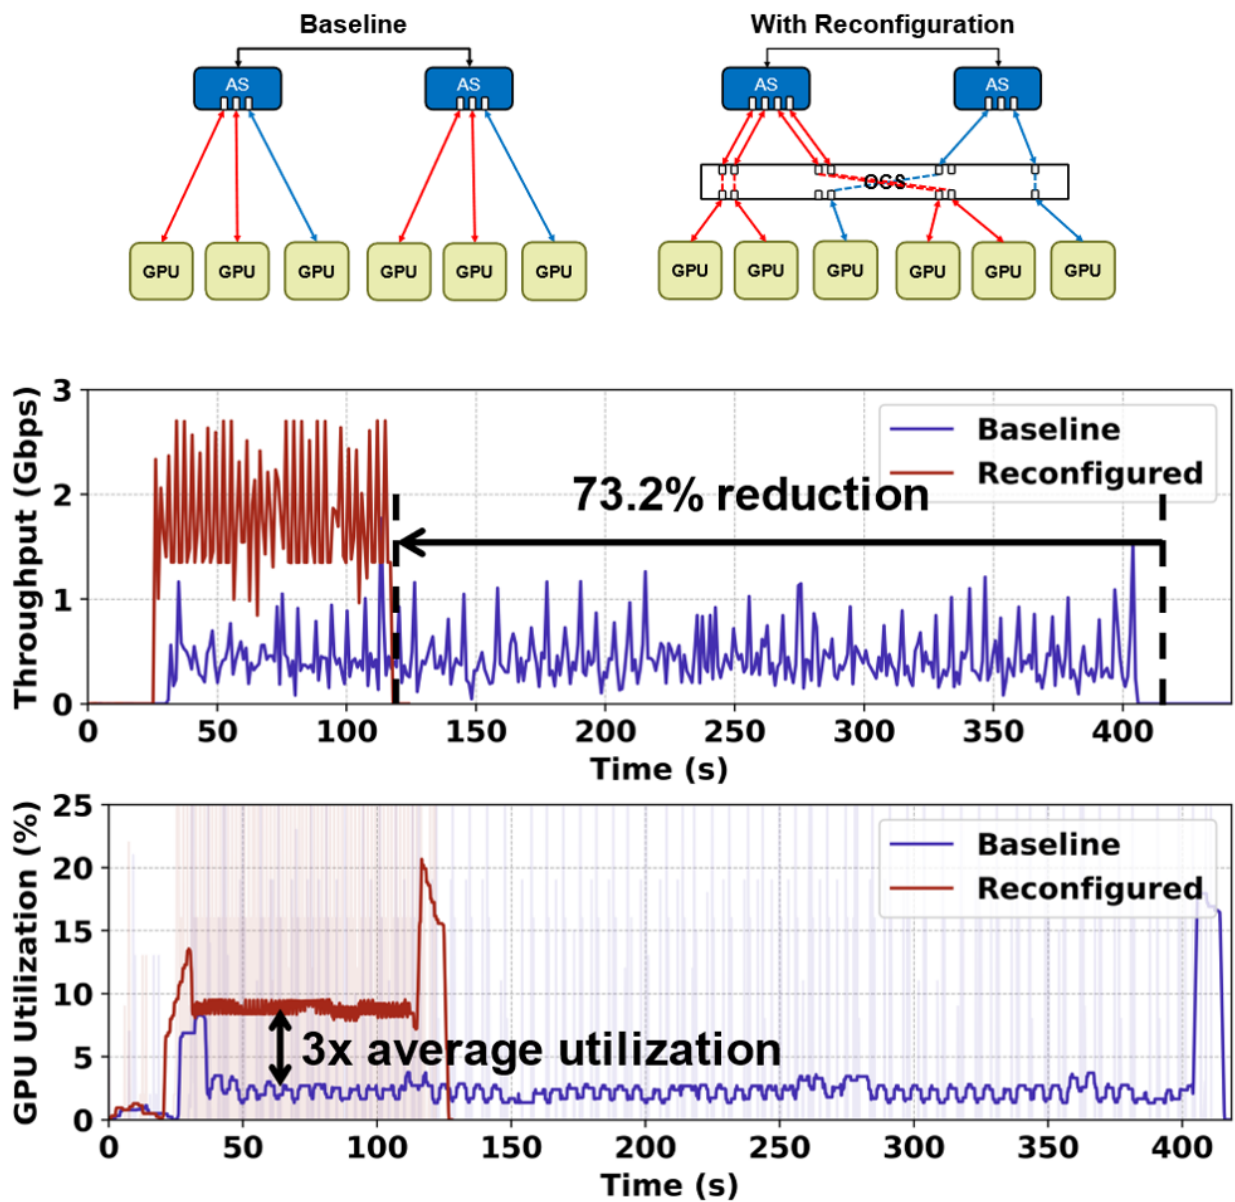 Baseline
With Reconfiguration
AS
AS
AS
AS
OCS
GPU
GPU
GPU
GPU
GPU
GPU
GPU
GPU
GPU
GPU
GPU
GPU
Throughput (Gbps)
3
2
1
0
Baseline
Reconfigured
73.2% reduction
0
50
100
150
200
250
300
350
400
Time (s)
GPU Utilization (%)
25
20
15
10
5
0
Baseline
Reconfigured
3x average utilization
0
50
100
150
200
250
300
350
400
Time (s)